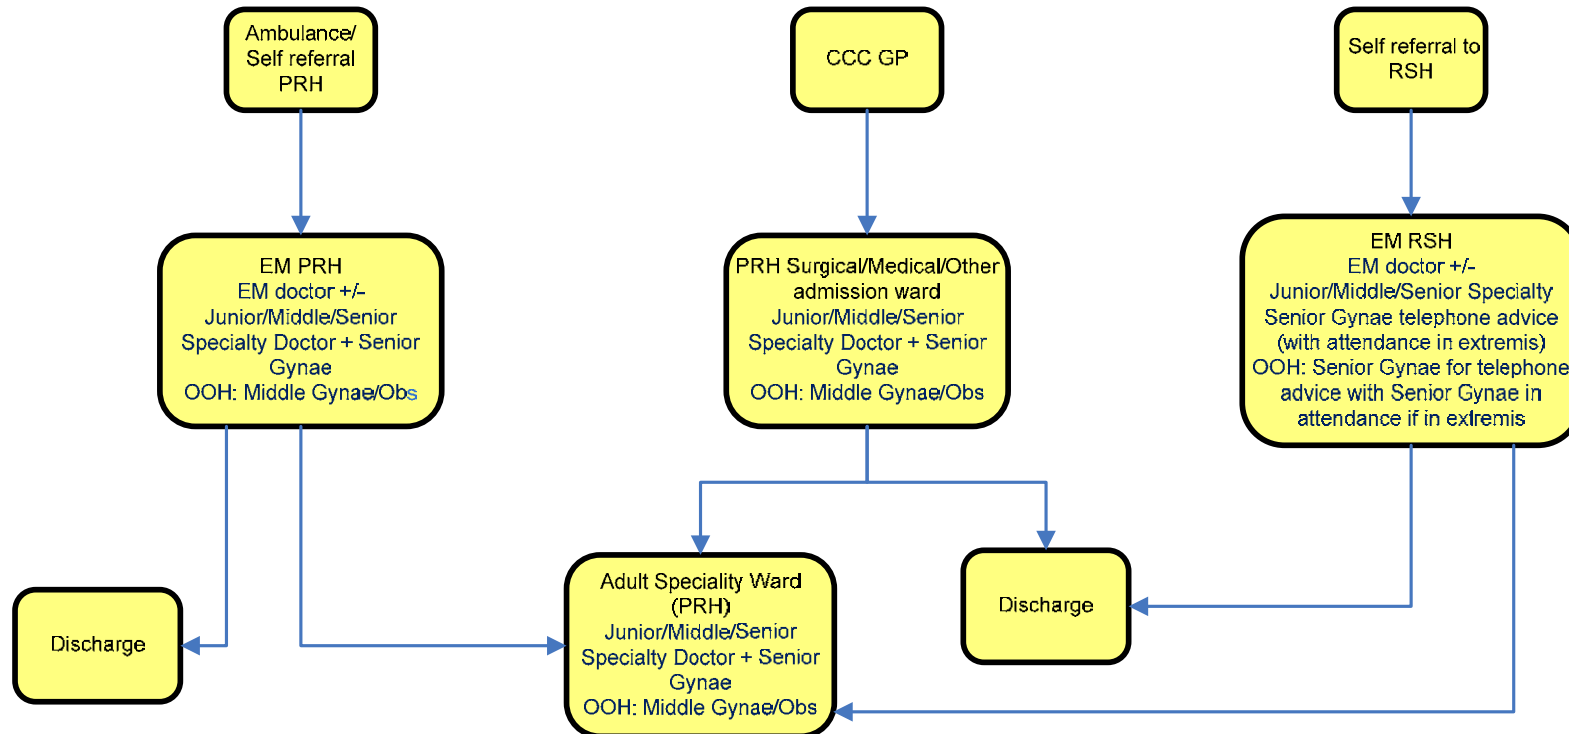 Ambulance/
Self referral
PRH
CCC GP
Self referral to
RSH
EM PRH
EM doctor +/-
Junior/Middle/Senior
Specialty Doctor + Senior
Gynae
OOH: Middle Gynae/Obs
PRH Surgical/Medical/Other
admission ward
Junior/Middle/Senior
Specialty Doctor + Senior
Gynae
OOH: Middle Gynae/Obs
EM RSH
EM doctor +/-
Junior/Middle/Senior Specialty
Senior Gynae telephone advice
(with attendance in extremis)
OOH: Senior Gynae for telephone
advice with Senior Gynae in
attendance if in extremis
Discharge
Adult Speciality Ward
(PRH)
Junior/Middle/Senior
Specialty Doctor + Senior
Gynae
OOH: Middle Gynae/Obs
Discharge